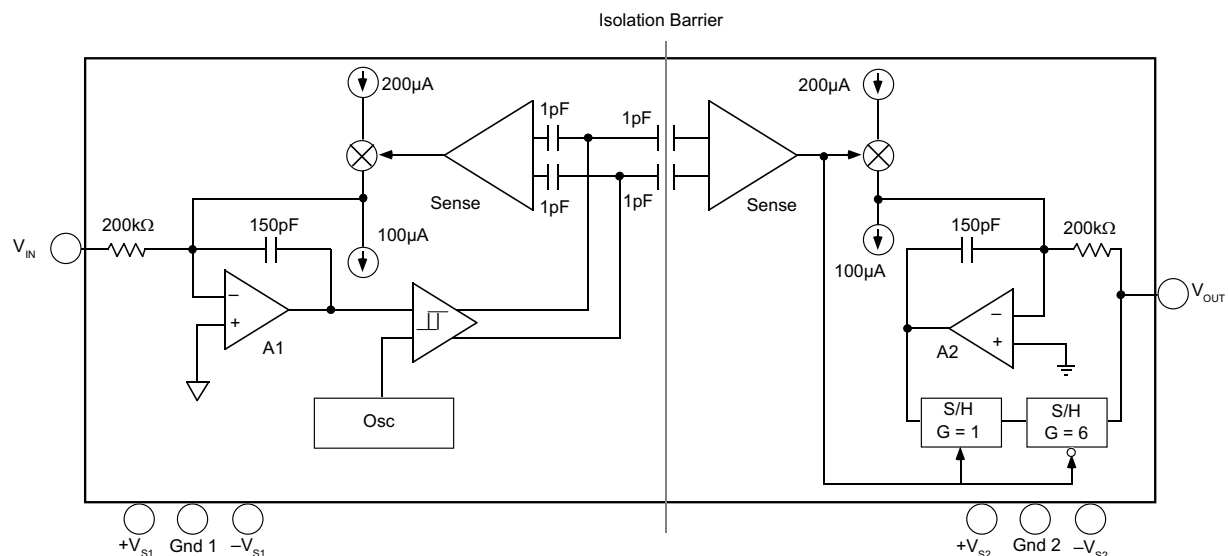 Isolation Barrier
200µA
200µA
1pF
1pF
Sense
1pF
1pF
Sense
200kΩ
150pF
100µA
150pF
200kΩ
100µA
V_IN
V_OUT
−
+
A1
−
+
A2
Osc
S/H
G = 1
S/H
G = 6
+V_S1
Gnd 1
–V_S1
+V_S2
Gnd 2
–V_S2